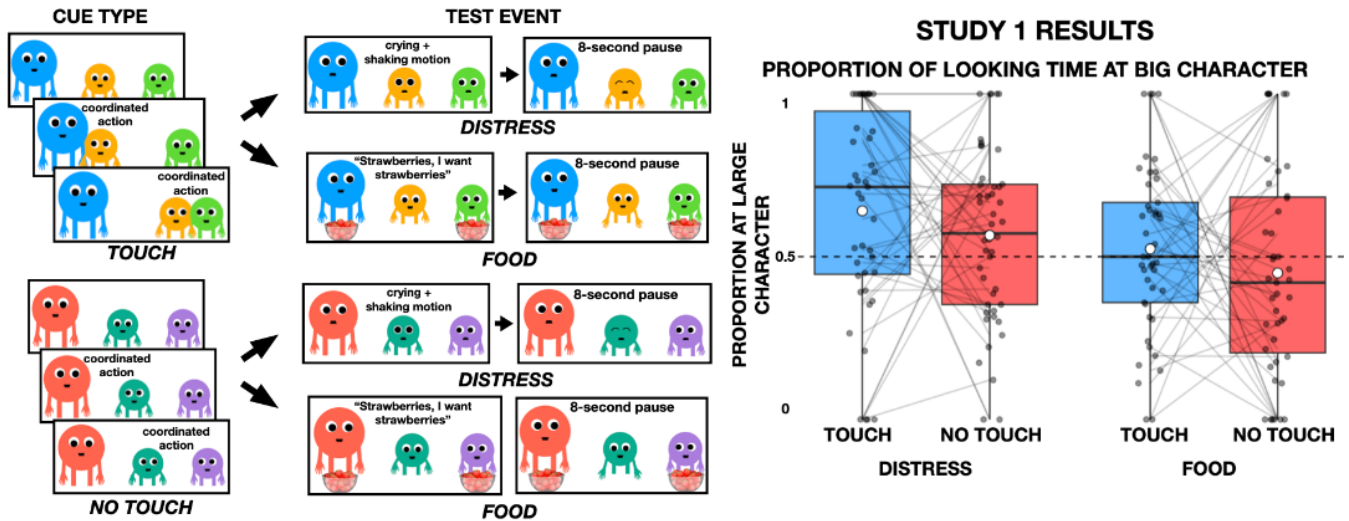 CUE TYPE
TEST EVENT
coordinated
action
coordinated
action
TOUCH
crying +
shaking motion
8-second pause
DISTRESS
"Strawberries, I want
strawberries"
8-second pause
FOOD
coordinated
action
coordinated
action
NO TOUCH
crying +
shaking motion
8-second pause
DISTRESS
"Strawberries, I want
strawberries"
8-second pause
FOOD
STUDY 1 RESULTS
PROPORTION OF LOOKING TIME AT BIG CHARACTER
PROPORTION AT LARGE
CHARACTER
1
0.5
0
TOUCH
NO TOUCH
TOUCH
NO TOUCH
DISTRESS
FOOD